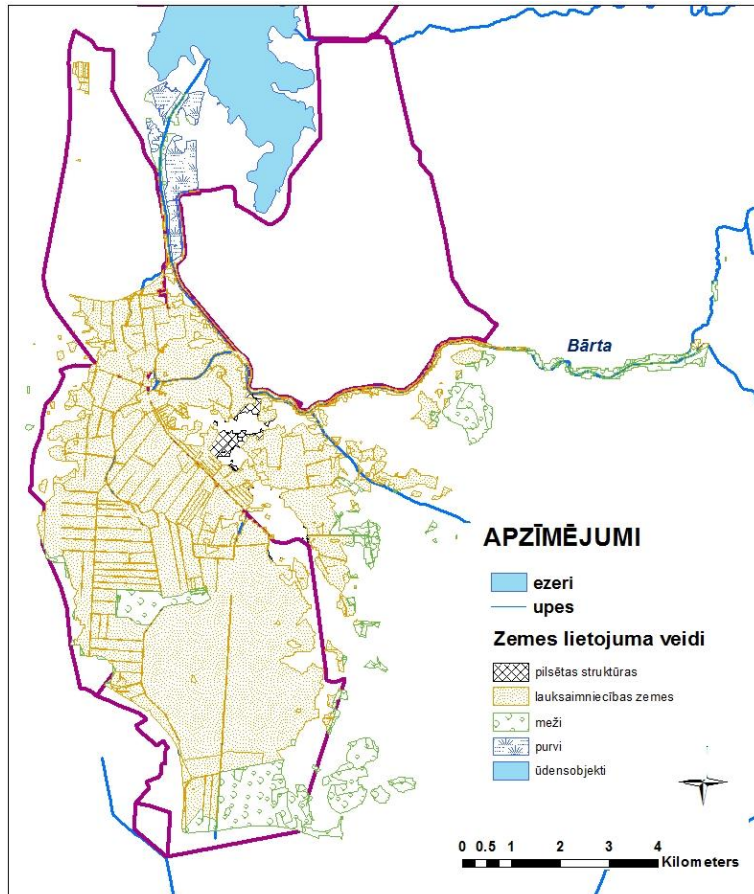 Bārta
APZĪMĒJUMI
ezeri
upes
Zemes lietojuma veidi
pilsētas struktūras
lauksaimniecības zemes
meži
purvi
ūdensobjekti
0 0.5 1 2 3 4
Kilometers